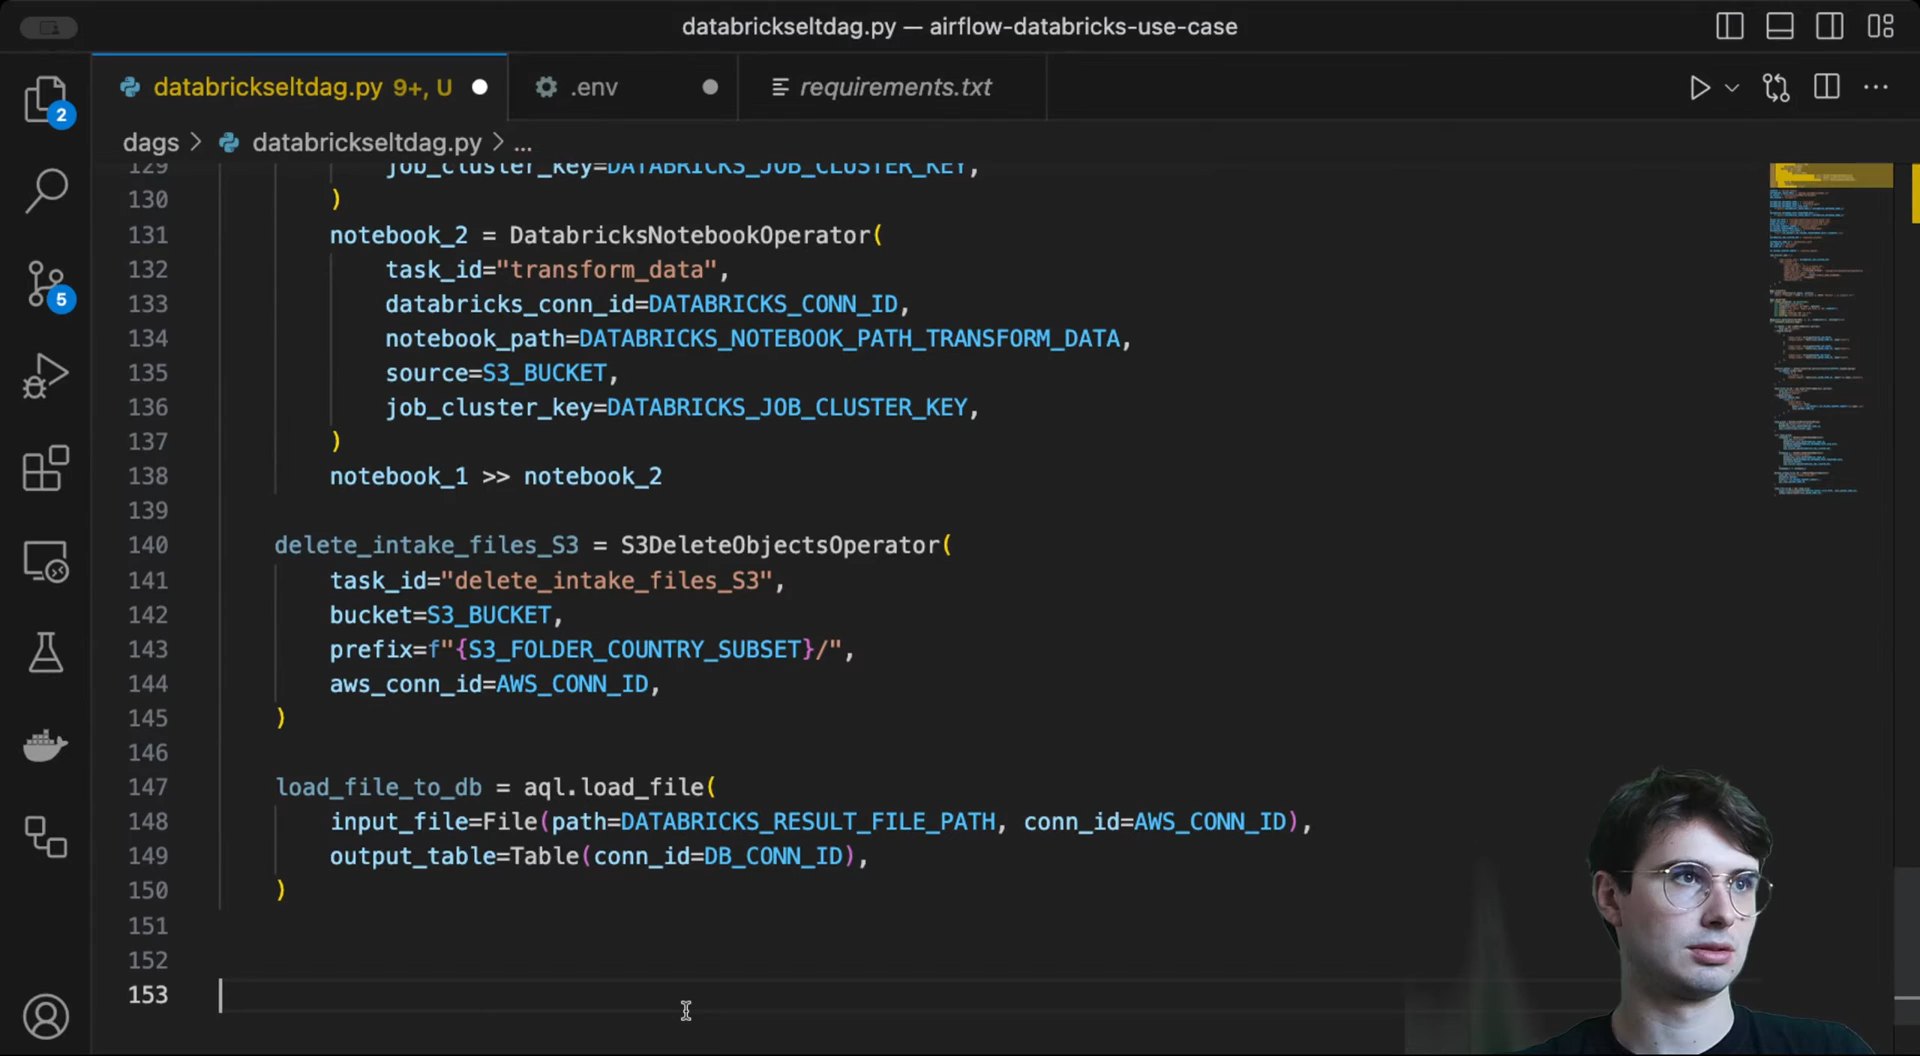 databrickseltdag.py — airflow-databricks-use-case
databrickseltdag.py 9+, U
.env
requirements.txt
2
dags > databrickseltdag.py > ...
129 job_cluster_key=DATABRICKS_JOB_CLUSTER_KEY,
130 )
131 notebook_2 = DatabricksNotebookOperator(
132 task_id="transform_data",
133 databricks_conn_id=DATABRICKS_CONN_ID,
134 notebook_path=DATABRICKS_NOTEBOOK_PATH_TRANSFORM_DATA,
135 source=S3_BUCKET,
5
136 job_cluster_key=DATABRICKS_JOB_CLUSTER_KEY,
137 )
138 notebook_1 >> notebook_2
139
140 delete_intake_files_S3 = S3DeleteObjectsOperator(
141 task_id="delete_intake_files_S3",
142 bucket=S3_BUCKET,
143 prefix=f"{S3_FOLDER_COUNTRY_SUBSET}/",
144 aws_conn_id=AWS_CONN_ID,
145 )
146
147 load_file_to_db = aql.load_file(
148 input_file=File(path=DATABRICKS_RESULT_FILE_PATH, conn_id=AWS_CONN_ID),
149 output_table=Table(conn_id=DB_CONN_ID),
150 )
151
152
153